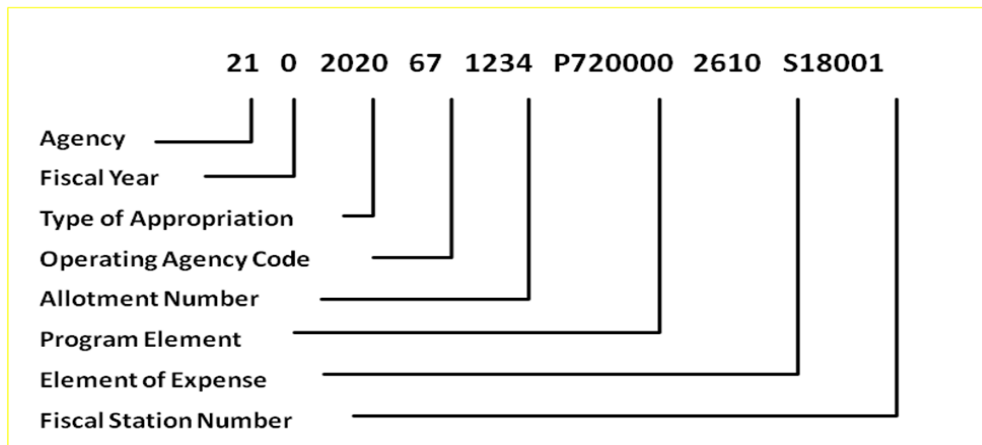 21 0 2020 67 1234 P720000 2610 S18001
Agency
Fiscal Year
Type of Appropriation
Operating Agency Code
Allotment Number
Program Element
Element of Expense
Fiscal Station Number